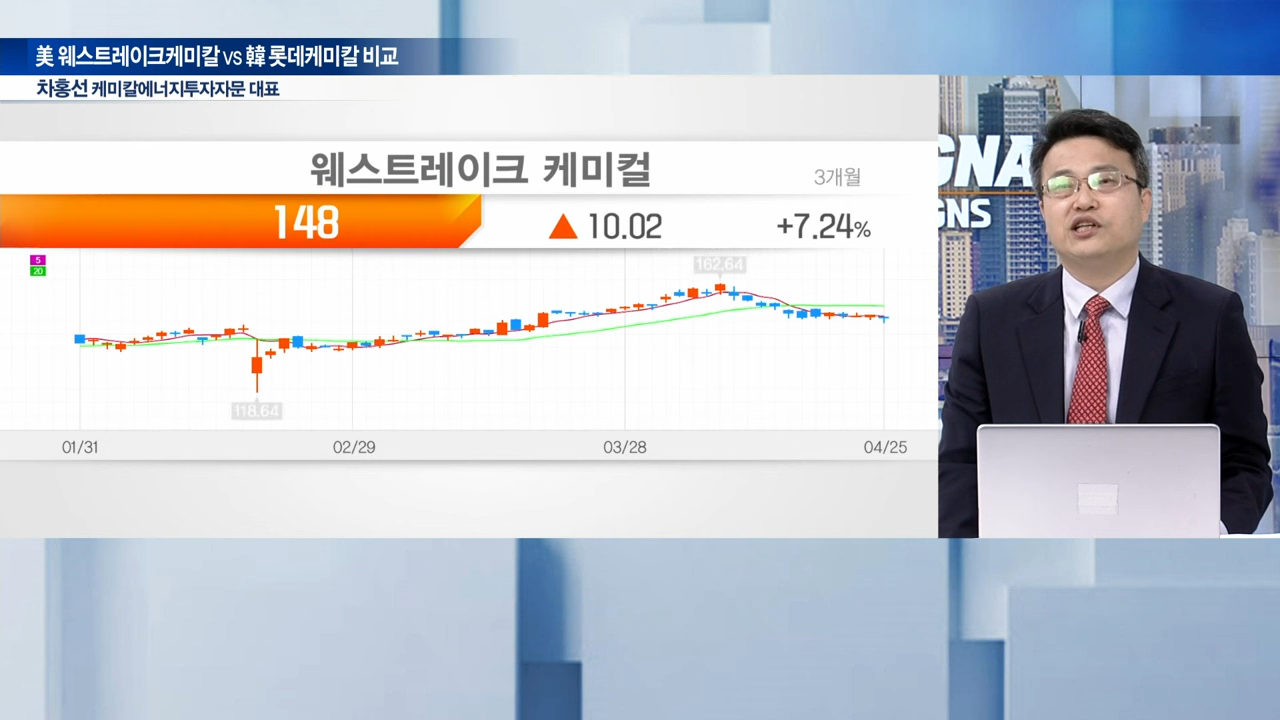 美 웨스트레이크케미칼 VS 韓 롯데케미칼 비교
차홍선 케미칼에너지투자자문 대표
웨스트레이크 케미컬
3개월
148
▲ 10.02
+7.24%
5
20
162.64
118.64
01/31
02/29
03/28
04/25
GNA
GNS